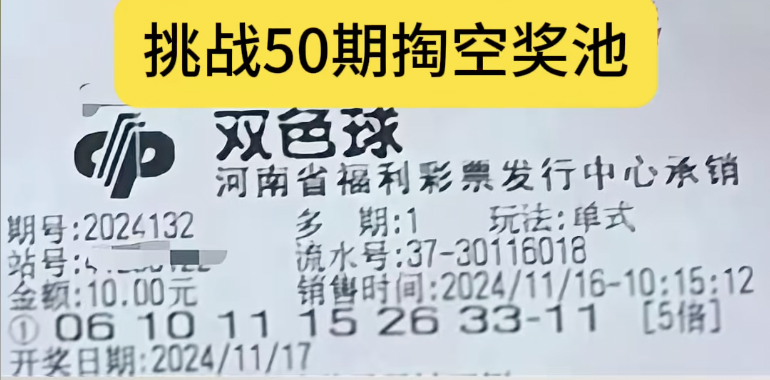 挑战50期掏空奖池
双色球
河南省福利彩票发行中心承销
期号:2024132 多 期:1 玩法:单式
站号: 流水号:37-30116018
金额:10.00元 销售时间:2024/11/16-10:15:12
① 06 10 11 15 26 33-11 [5倍]
开奖日期:2024/11/17